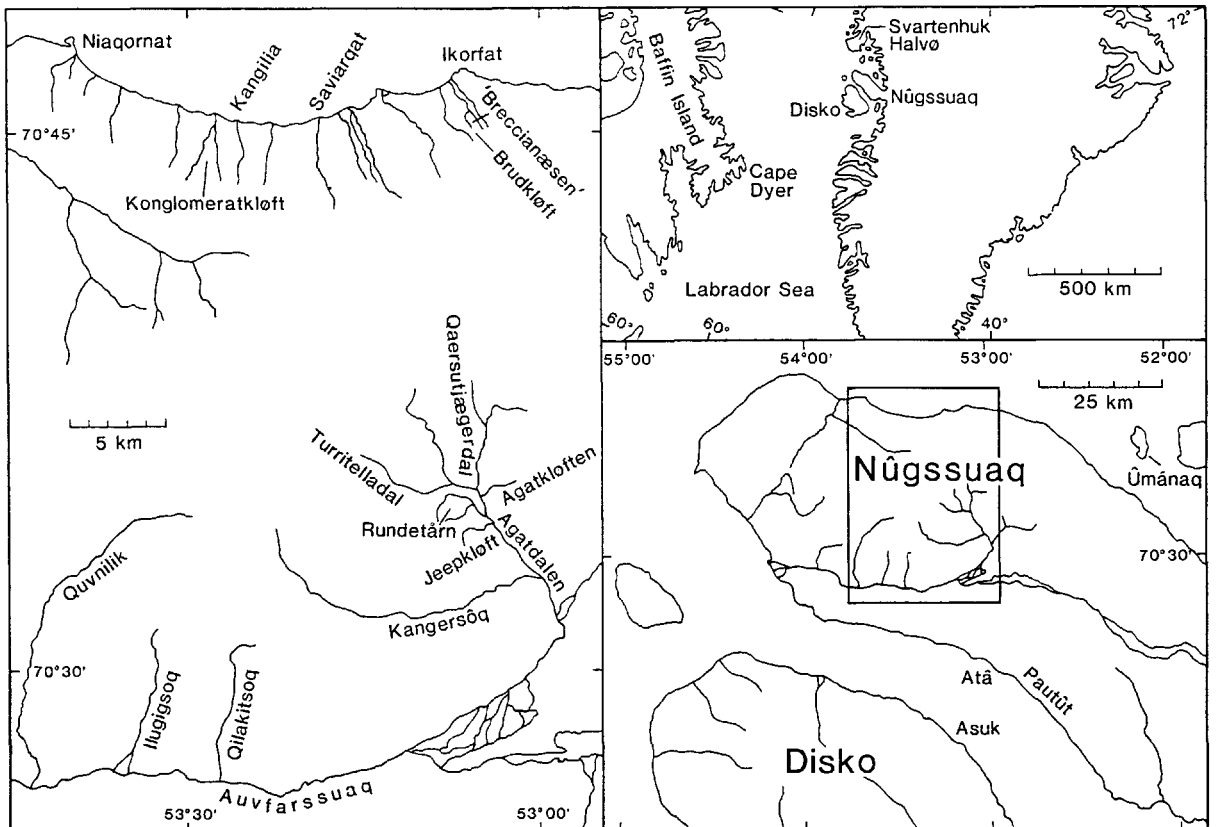 Niaqornat
Kangilia
Saviarqat
Ikorfat
'Breccianæsen'
Brudkløft
70°45'
Konglomeratkløft
5 km
Qaersutjægerdal
Turritelladal
Agatkløften
Rundetårn
Agatdalen
Jeepkløft
Quvnilik
Kangersôq
70°30'
Ilugigsoq
Qilakitsoq
Auvfarssuaq
53°30'
53°00'
72°
Svartenhuk
Halvø
Baffin Island
Disko
Nûgssuaq
Cape
Dyer
Labrador Sea
500 km
60°
60°
40°
55°00'
54°00'
53°00'
52°00'
25 km
Nûgssuaq
Ûmánaq
70°30'
Atâ
Pautût
Asuk
Disko